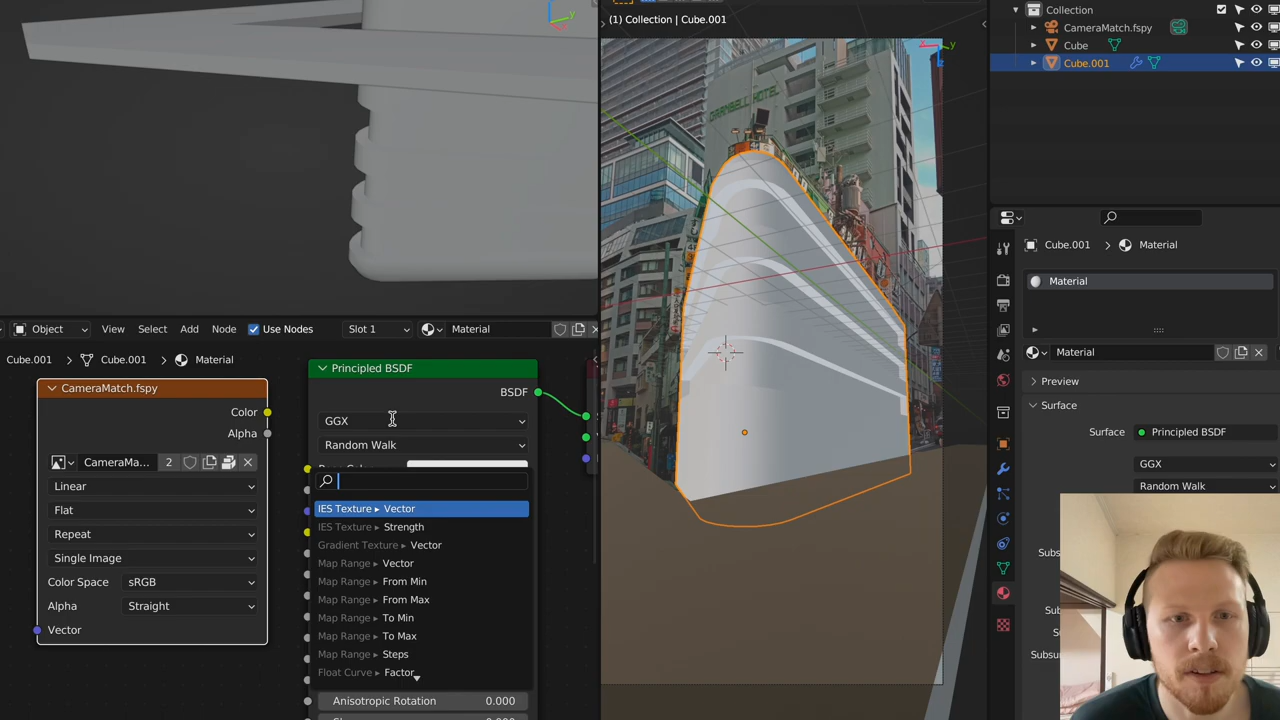 (1) Collection | Cube.001
GRANBELL HOTEL
Collection
CameraMatch.fspy
Cube
Cube.001
Object
View
Select
Add
Node
Use Nodes
Slot 1
Material
Cube.001
Cube.001
Material
CameraMatch.fspy
Color
Alpha
CameraMa...
2
Linear
Flat
Repeat
Single Image
Color Space
sRGB
Alpha
Straight
Vector
Principled BSDF
BSDF
GGX
Random Walk
IES Texture ▸ Vector
IES Texture ▸ Strength
Gradient Texture ▸ Vector
Map Range ▸ Vector
Map Range ▸ From Min
Map Range ▸ From Max
Map Range ▸ To Min
Map Range ▸ To Max
Map Range ▸ Steps
Float Curve ▸ Factor
Anisotropic Rotation
0.000
Cube.001
Material
Material
Material
Preview
Surface
Surface
Principled BSDF
GGX
Random Walk
y
y